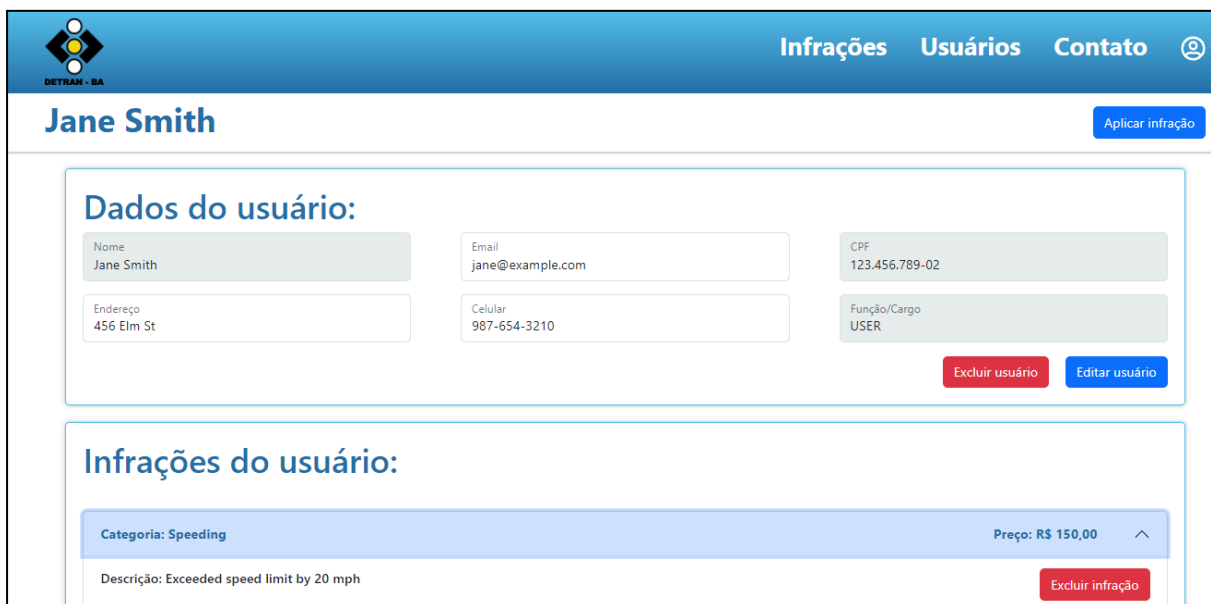 DETRAN - BA
Infrações Usuários Contato
Jane Smith
Aplicar infração
Dados do usuário:
Nome
Jane Smith
Email
jane@example.com
CPF
123.456.789-02
Endereço
456 Elm St
Celular
987-654-3210
Função/Cargo
USER
Excluir usuário Editar usuário
Infrações do usuário:
Categoria: Speeding Preço: R$ 150,00
Descrição: Exceeded speed limit by 20 mph Excluir infração